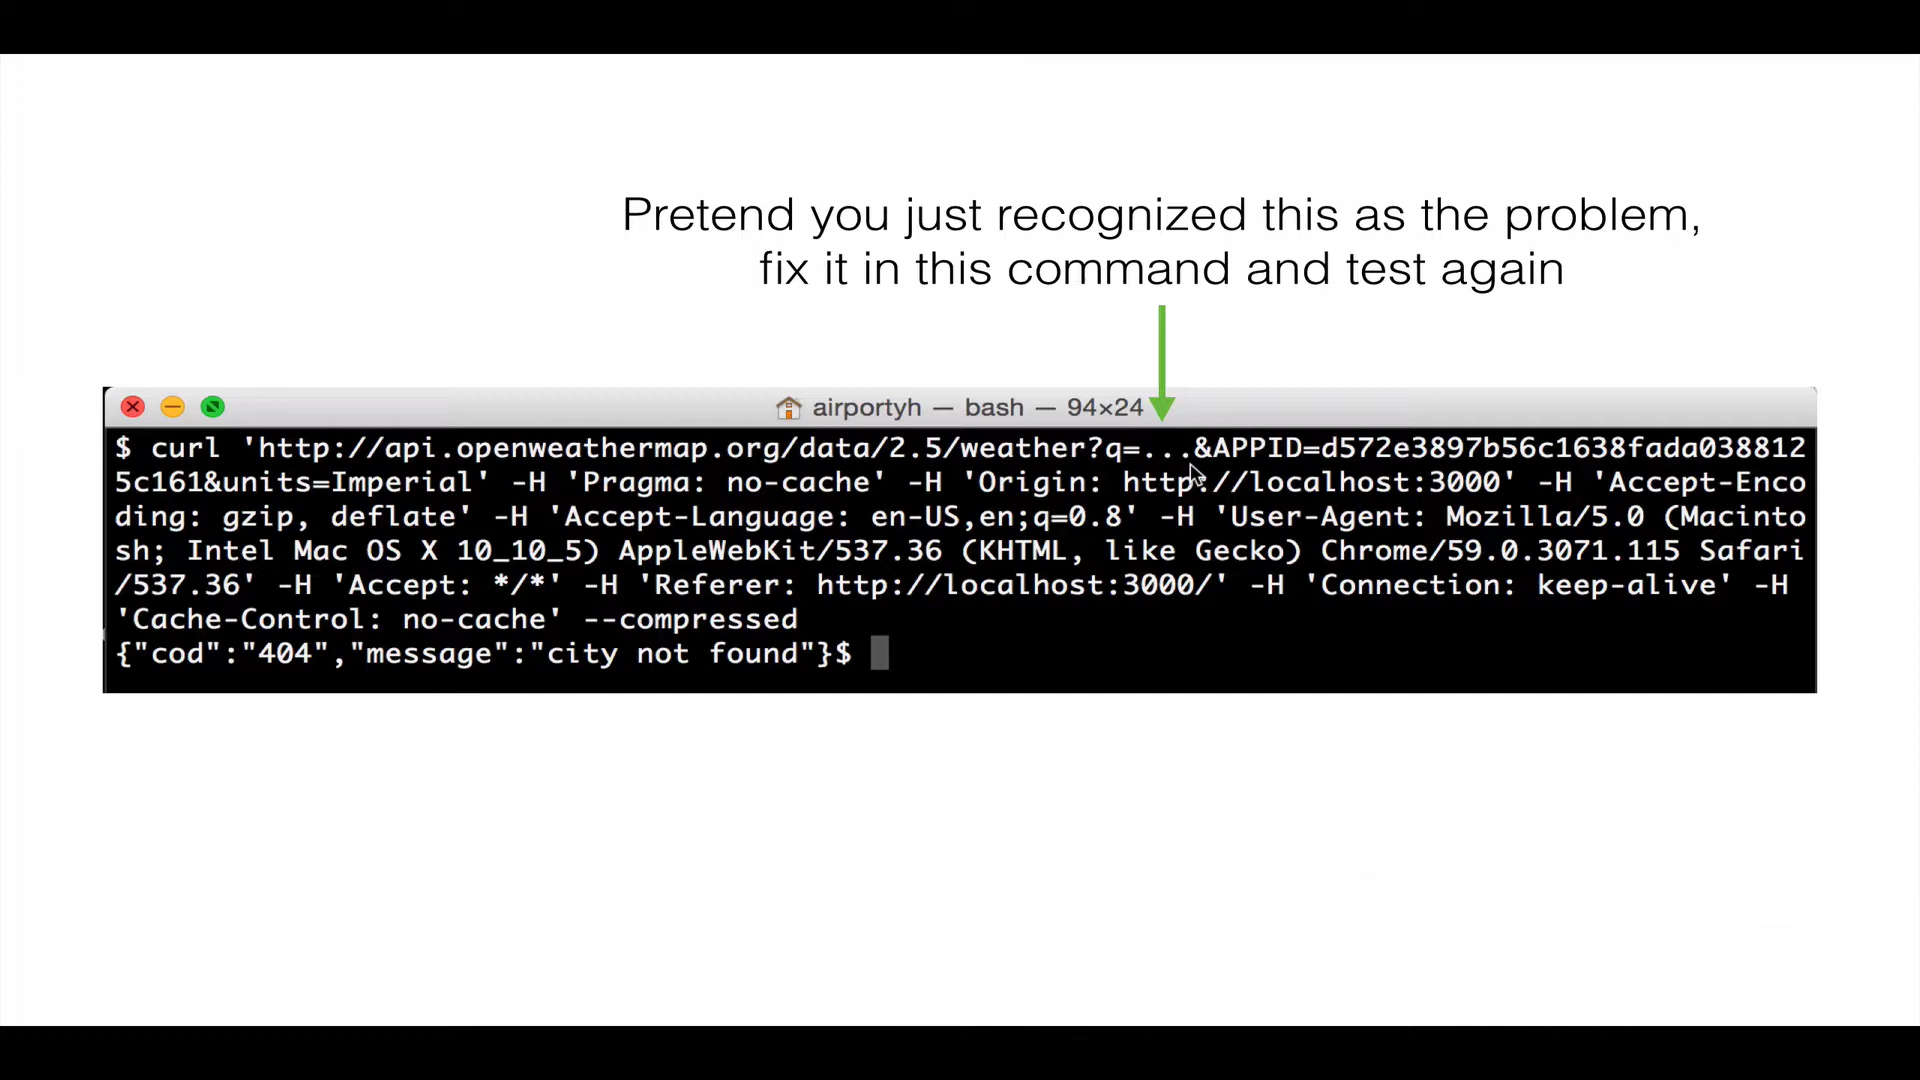 Pretend you just recognized this as the problem,
fix it in this command and test again
airportyh — bash — 94×24
$ curl 'http://api.openweathermap.org/data/2.5/weather?q=...&APPID=d572e3897b56c1638fada038812
5c161&units=Imperial' -H 'Pragma: no-cache' -H 'Origin: http://localhost:3000' -H 'Accept-Enco
ding: gzip, deflate' -H 'Accept-Language: en-US,en;q=0.8' -H 'User-Agent: Mozilla/5.0 (Macinto
sh; Intel Mac OS X 10_10_5) AppleWebKit/537.36 (KHTML, like Gecko) Chrome/59.0.3071.115 Safari
/537.36' -H 'Accept: */*' -H 'Referer: http://localhost:3000/' -H 'Connection: keep-alive' -H
'Cache-Control: no-cache' --compressed
{"cod":"404","message":"city not found"}$